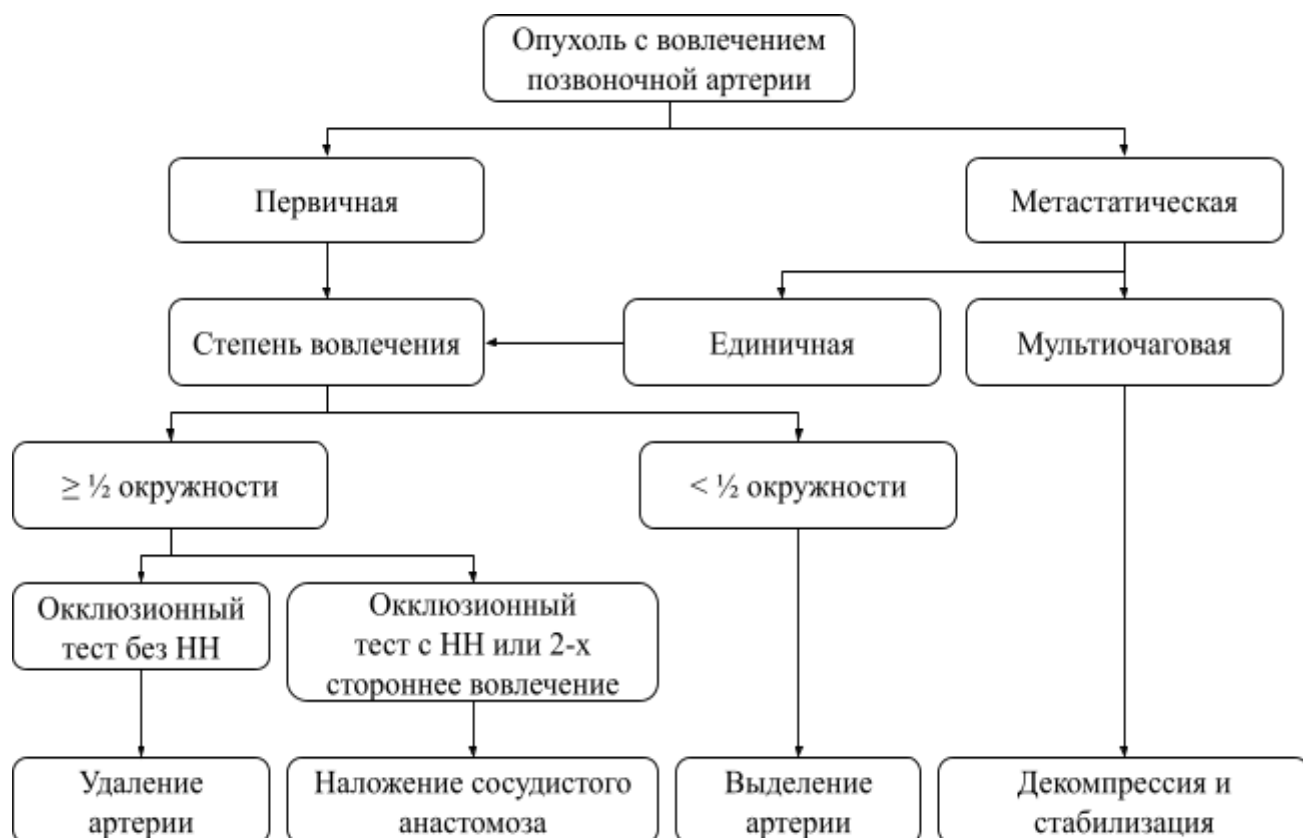 Опухоль с вовлечением
позвоночной артерии
Первичная
Метастатическая
Степень вовлечения
Единичная
Мультиочаговая
≥ ½ окружности
< ½ окружности
Окклюзионный
тест без НН
Окклюзионный
тест с НН или 2-х
стороннее вовлечение
Удаление
артерии
Наложение сосудистого
анастомоза
Выделение
артерии
Декомпрессия и
стабилизация